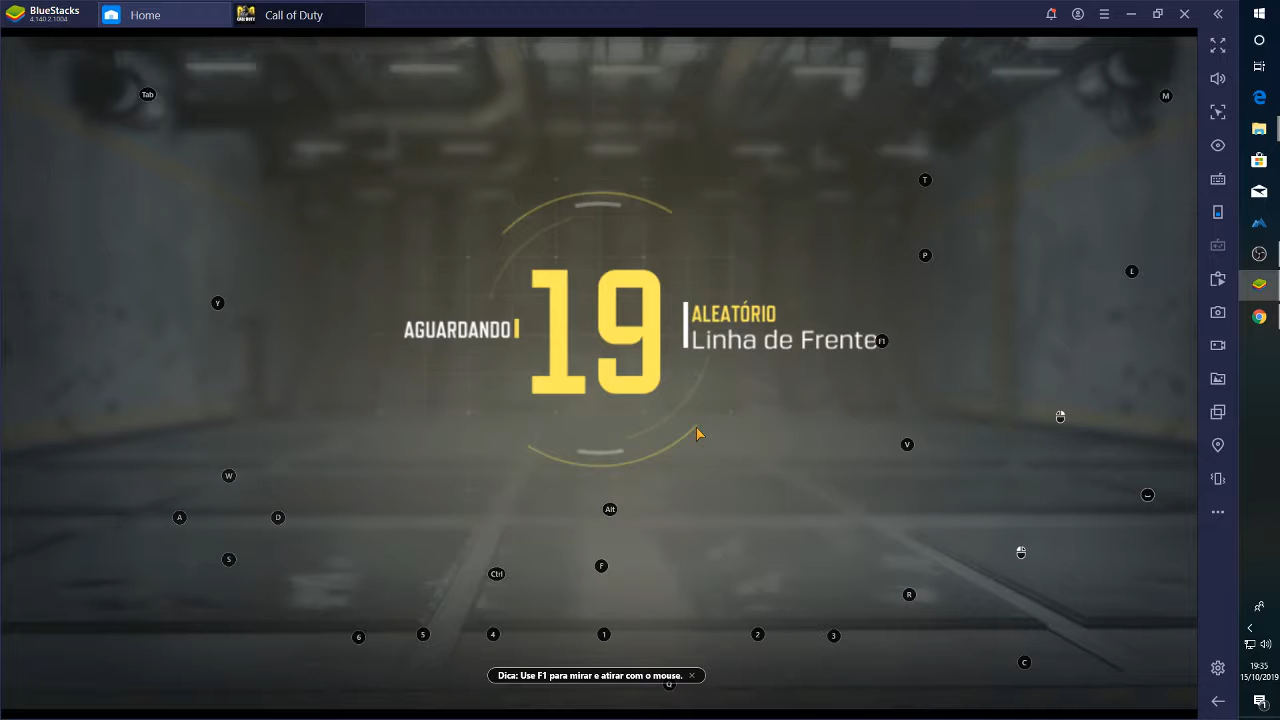 BlueStacks
4.140.2.1004
Home
Call of Duty
Tab
M
T
P
L
Y
AGUARDANDO
19
ALEATÓRIO
Linha de Frente
F1
V
W
A
D
S
Alt
Ctrl
F
R
6
5
4
1
2
3
C
Dica: Use F1 para mirar e atirar com o mouse.
19:35
15/10/2019